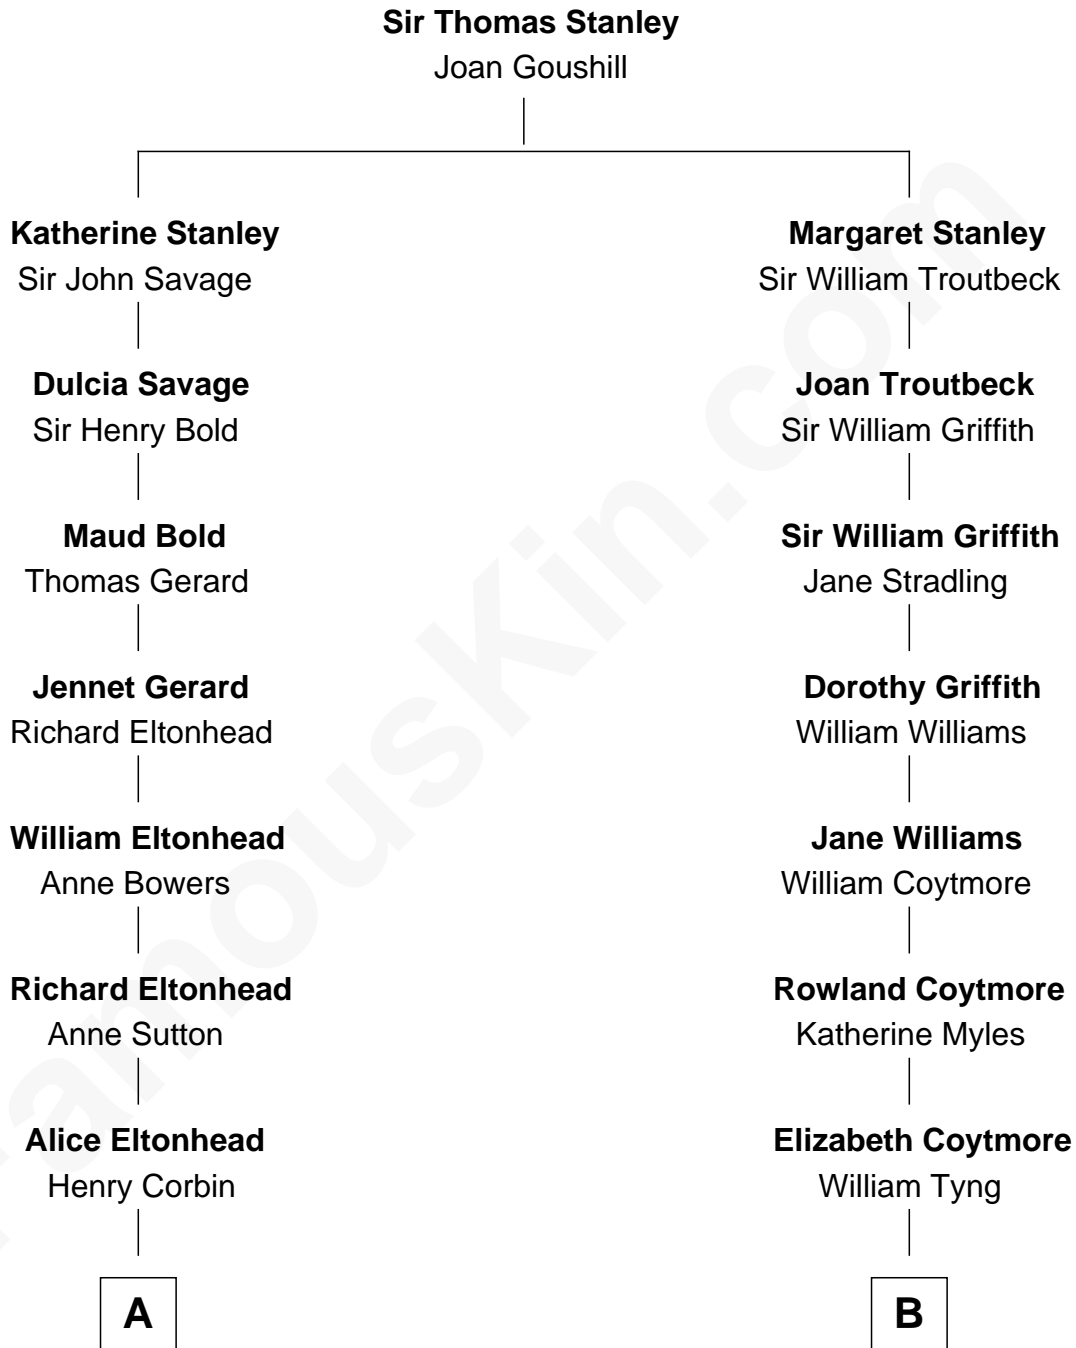 Sir Thomas Stanley
Joan Goushill
Katherine Stanley
Sir John Savage
Margaret Stanley
Sir William Troutbeck
Dulcia Savage
Sir Henry Bold
Joan Troutbeck
Sir William Griffith
Maud Bold
Thomas Gerard
Sir William Griffith
Jane Stradling
Jennet Gerard
Richard Eltonhead
Dorothy Griffith
William Williams
William Eltonhead
Anne Bowers
Jane Williams
William Coytmore
Richard Eltonhead
Anne Sutton
Rowland Coytmore
Katherine Myles
Alice Eltonhead
Henry Corbin
Elizabeth Coytmore
William Tyng
A
B
FamousKin.com